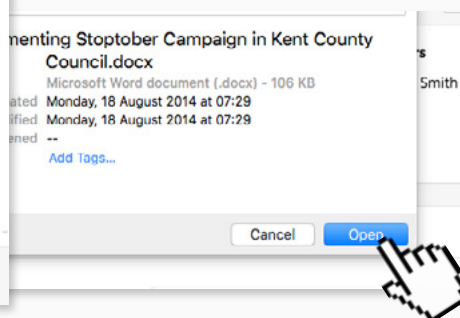 menting Stoptober Campaign in Kent County
Council.docx
Microsoft Word document (.docx) - 106 KB
ated Monday, 18 August 2014 at 07:29
ified Monday, 18 August 2014 at 07:29
ened --
Add Tags...
Cancel Open
rs
Smith